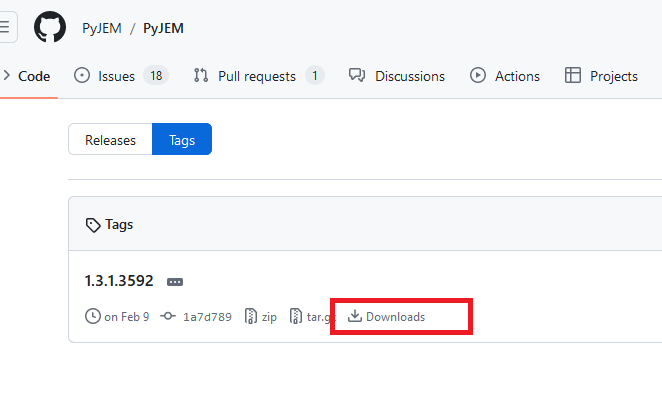 PyJEM / PyJEM
Code Issues 18 Pull requests 1 Discussions Actions Projects
Releases Tags
Tags
1.3.1.3592
on Feb 9 1a7d789 zip tar.gz Downloads